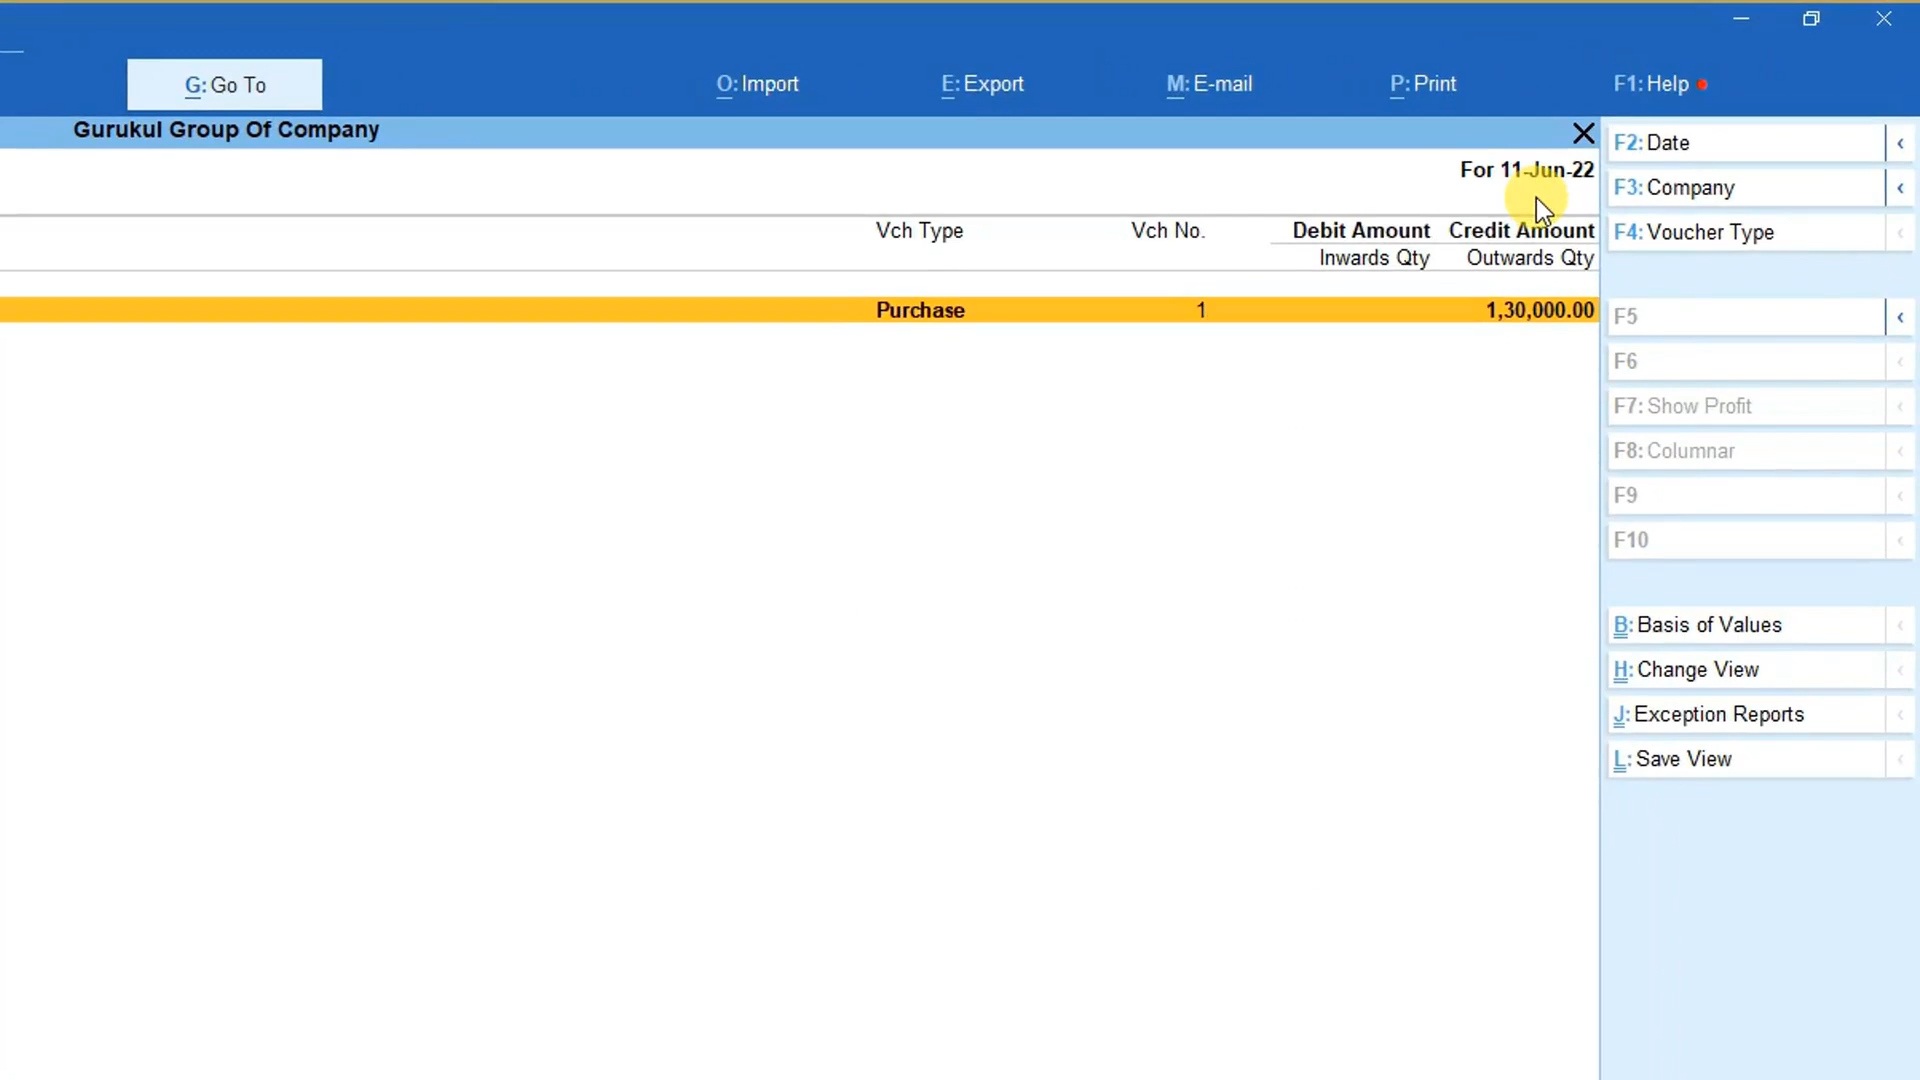 G: Go To
O: Import
E: Export
M: E-mail
P: Print
F1: Help
Gurukul Group Of Company
For 11-Jun-22
Vch Type
Vch No.
Debit Amount
Credit Amount
Inwards Qty
Outwards Qty
Purchase
1
1,30,000.00
F2: Date
F3: Company
F4: Voucher Type
F5
F6
F7: Show Profit
F8: Columnar
F9
F10
B: Basis of Values
H: Change View
J: Exception Reports
L: Save View